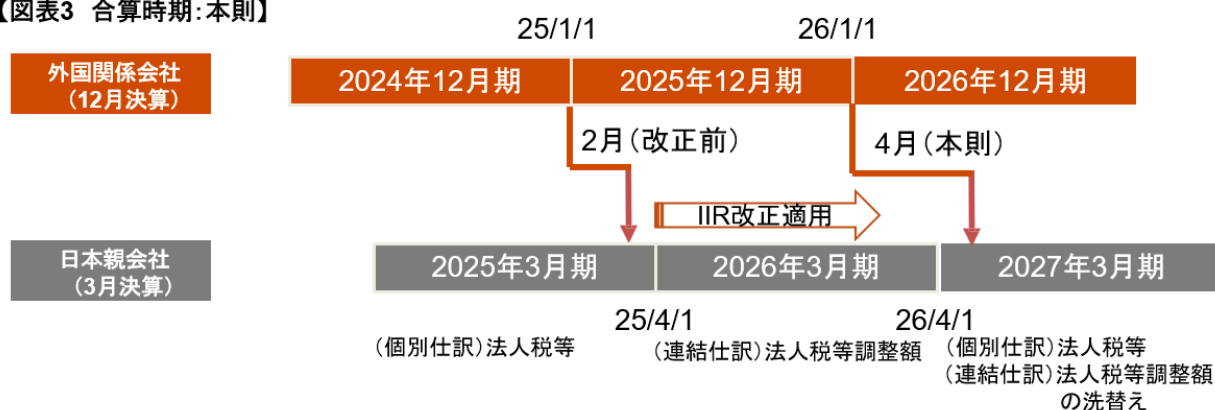 【図表3 合算時期：本則】
25/1/1
26/1/1
外国関係会社
（12月決算）
2024年12月期
2025年12月期
2026年12月期
2月（改正前）
4月（本則）
IIR改正適用
日本親会社
（3月決算）
2025年3月期
2026年3月期
2027年3月期
25/4/1
26/4/1
（個別仕訳）法人税等
（連結仕訳）法人税等調整額
（個別仕訳）法人税等
（連結仕訳）法人税等調整額
の洗替え